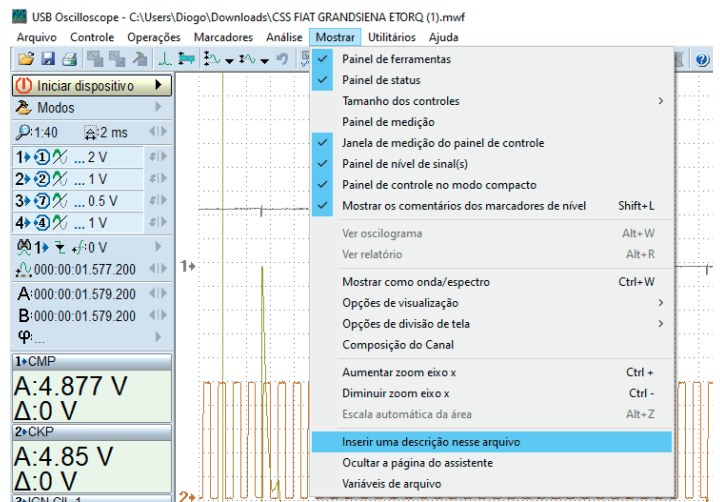 USB Oscilloscope - C:\Users\Diogo\Downloads\CSS FIAT GRANDSIENA ETORQ (1).mwf
Arquivo Controle Operações Marcadores Análise Mostrar Utilitários Ajuda
Iniciar dispositivo
Modos
:1:40 :2 ms
1 1 ... 2 V
2 2 ... 1 V
3 7 ... 0.5 V
4 4 ... 1 V
1 f:0 V
:000:00:01.577.200
A:000:00:01.579.200
B:000:00:01.579.200
φ:...
1 CMP
A:4.877 V
Δ:0 V
2 CKP
A:4.85 V
Δ:0 V
3 IGN CIL 1
1
2
Painel de ferramentas
Painel de status
Tamanho dos controles
Painel de medição
Janela de medição do painel de controle
Painel de nível de sinal(s)
Painel de controle no modo compacto
Mostrar os comentários dos marcadores de nível Shift+L
Ver oscilograma Alt+W
Ver relatório Alt+R
Mostrar como onda/espectro Ctrl+W
Opções de visualização
Opções de divisão de tela
Composição do Canal
Aumentar zoom eixo x Ctrl +
Diminuir zoom eixo x Ctrl -
Escala automática da área Alt+Z
Inserir uma descrição nesse arquivo
Ocultar a página do assistente
Variáveis de arquivo